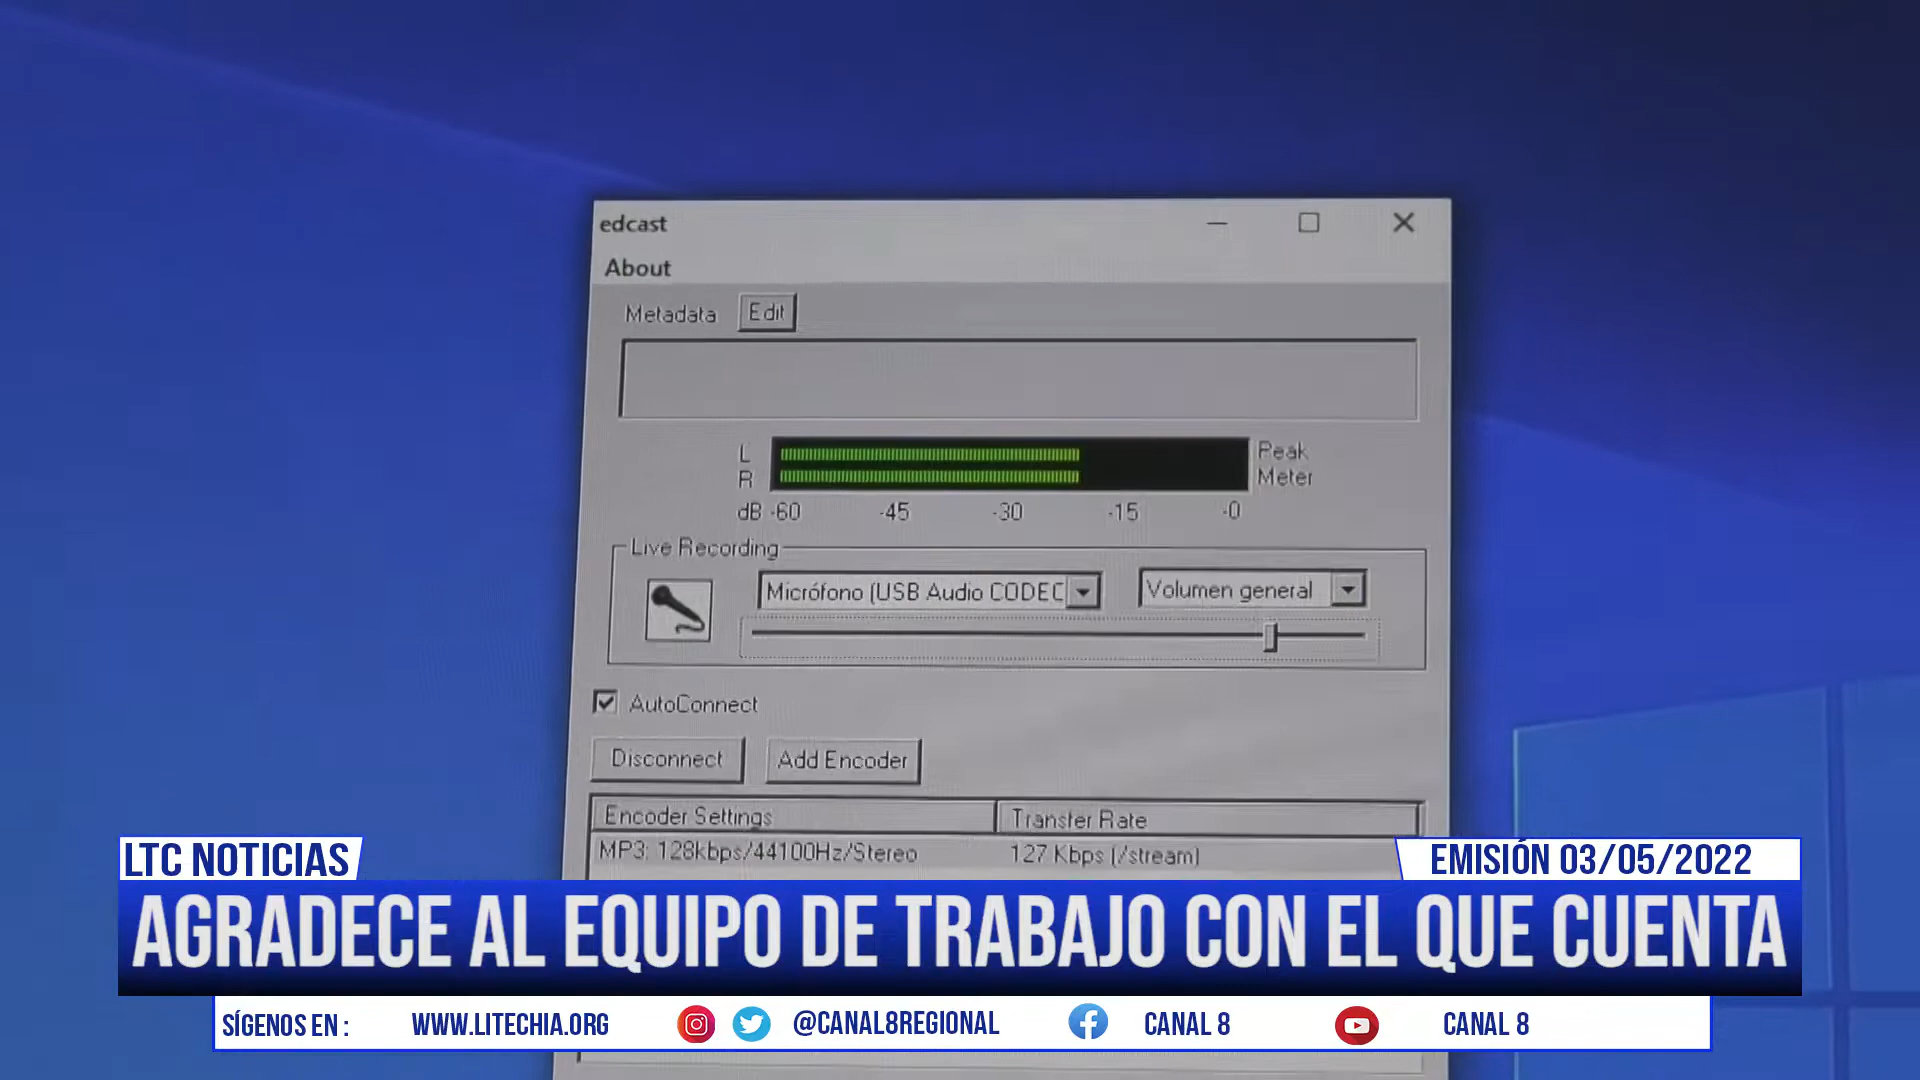 edcast
About
Metadata Edit
L
R
Peak
Meter
dB -60 -45 -30 -15 -0
Live Recording
Micrófono (USB Audio CODEC
Volumen general
AutoConnect
Disconnect Add Encoder
Encoder Settings Transfer Rate
MP3: 128kbps/44100Hz/Stereo 127 Kbps (/stream)
LTC NOTICIAS
EMISIÓN 03/05/2022
AGRADECE AL EQUIPO DE TRABAJO CON EL QUE CUENTA
SÍGENOS EN : WWW.LITECHIA.ORG @CANAL8REGIONAL CANAL 8 CANAL 8